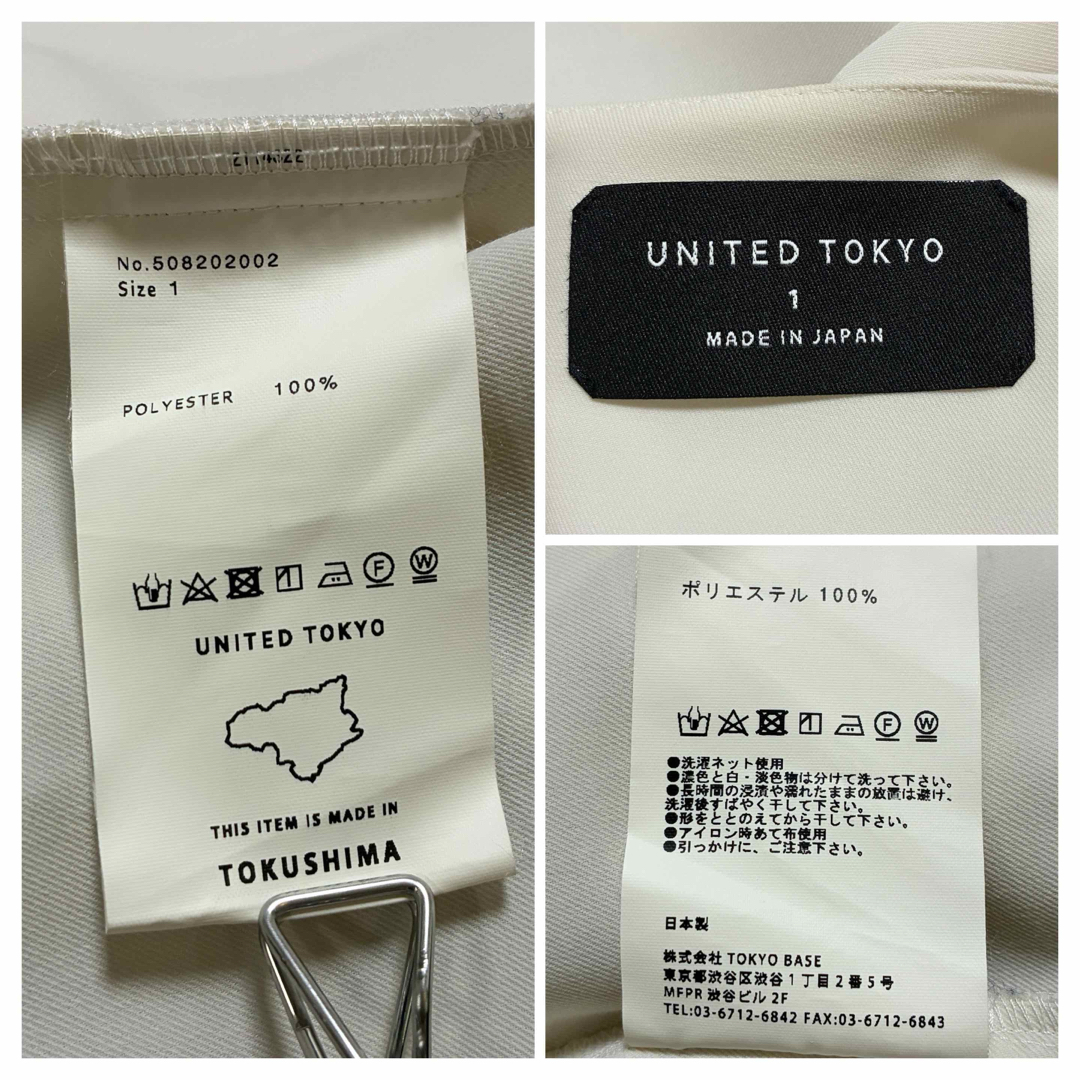 No.508202002
Size 1
POLYESTER 100%
F W
UNITED TOKYO
THIS ITEM IS MADE IN
TOKUSHIMA
UNITED TOKYO
1
MADE IN JAPAN
ポリエステル 100%
F W
●洗濯ネット使用
●濃色と白・淡色物は分けて洗って下さい。
●長時間の浸漬や濡れたままの放置は避け、
洗濯後すばやく干して下さい。
●形をととのえてから干して下さい。
●アイロン時あて布使用
●引っかけに、ご注意下さい。
日本製
株式会社 TOKYO BASE
東京都渋谷区渋谷1丁目2番5号
MFPR 渋谷ビル 2F
TEL:03-6712-6842 FAX:03-6712-6843